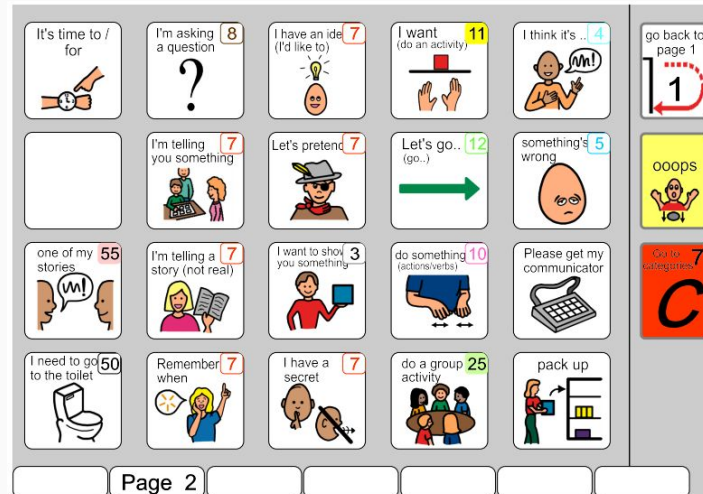 It's time to /
for
I'm asking 8
a question
?
I have an ide 7
(I'd like to)
I want 11
(do an activity)
I think it's .. 4
go back to
page 1
1
I'm telling 7
you something
Let's pretend 7
Let's go.. 12
(go..)
something's 5
wrong
ooops
one of my 55
stories
I'm telling a 7
story (not real)
I want to show 3
you something
do something 10
(actions/verbs)
Please get my
communicator
Go to 7
categories
C
I need to go 50
to the toilet
Remember 7
when
I have a 7
secret
do a group 25
activity
pack up
Page 2